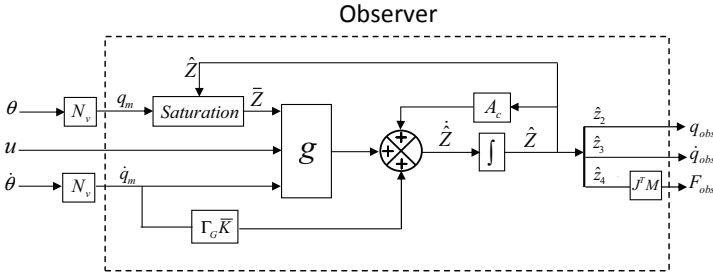 Observer
Ẑ
θ N_v q_m Saturation Z̄
u
g
θ̇ N_v q̇_m
Γ_G K̄
+ + + 
A_c
Ẑ̇ ∫ Ẑ
ẑ_2 q_obs
ẑ_3 q̇_obs
ẑ_4 J^T M F_obs